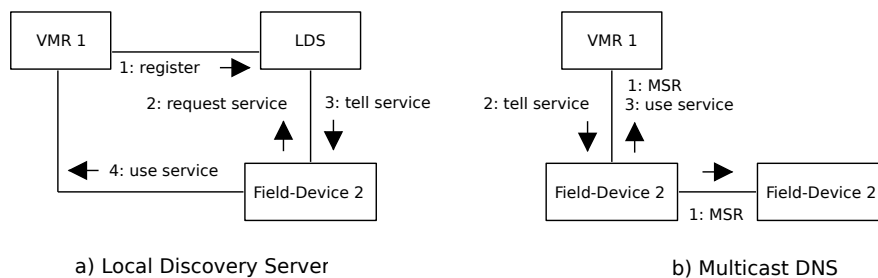 VMR 1
LDS
1: register
2: request service
3: tell service
4: use service
Field-Device 2
a) Local Discovery Server
VMR 1
1: MSR
2: tell service
3: use service
Field-Device 2
Field-Device 2
1: MSR
b) Multicast DNS